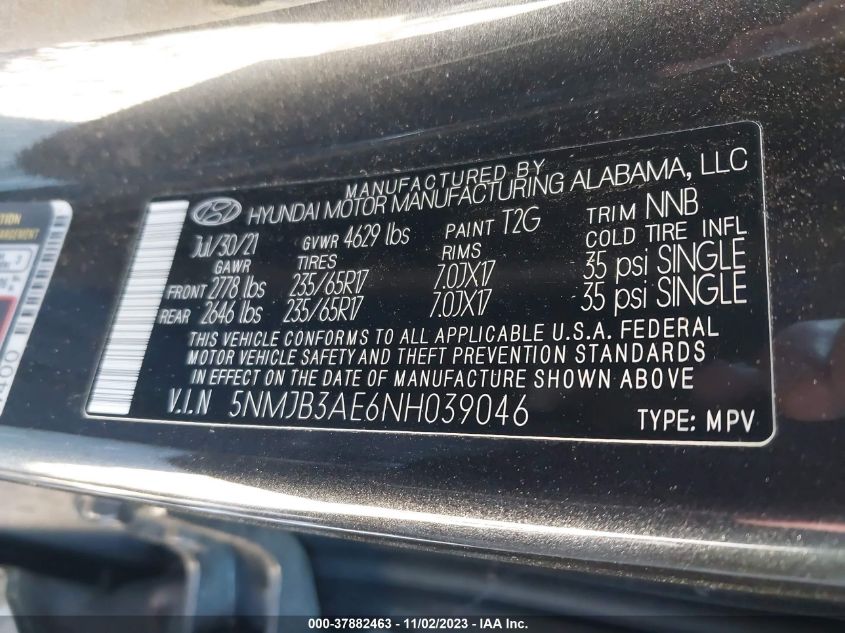 MANUFACTURED BY
HYUNDAI MOTOR MANUFACTURING ALABAMA, LLC
Jul/30/21 GVWR 4629 lbs PAINT T2G TRIM NNB
GAWR TIRES RIMS COLD TIRE INFL
FRONT 2778 lbs 235/65R17 7.0JX17 35 psi SINGLE
REAR 2646 lbs 235/65R17 7.0JX17 35 psi SINGLE
THIS VEHICLE CONFORMS TO ALL APPLICABLE U.S.A. FEDERAL
MOTOR VEHICLE SAFETY AND THEFT PREVENTION STANDARDS
IN EFFECT ON THE DATE OF MANUFACTURE SHOWN ABOVE
V.I.N 5NMJB3AE6NH039046 TYPE: MPV
000-37882463 - 11/02/2023 - IAA Inc.